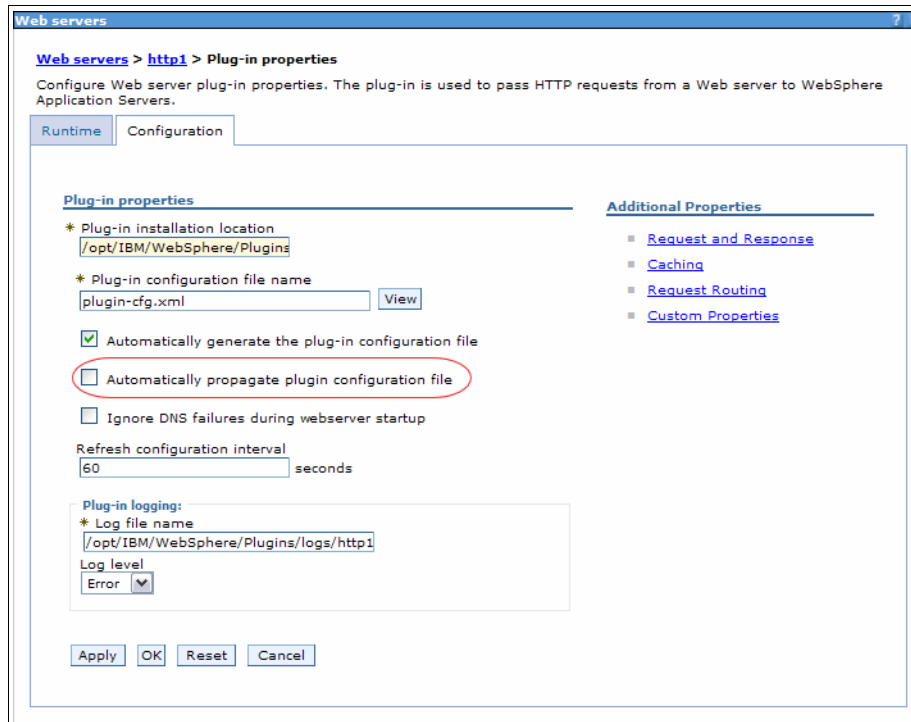 Web servers ?
Web servers > http1 > Plug-in properties
Configure Web server plug-in properties. The plug-in is used to pass HTTP requests from a Web server to WebSphere
Application Servers.
Runtime Configuration
Plug-in properties
* Plug-in installation location
/opt/IBM/WebSphere/Plugins
* Plug-in configuration file name
plugin-cfg.xml View
Automatically generate the plug-in configuration file
Automatically propagate plugin configuration file
Ignore DNS failures during webserver startup
Refresh configuration interval
60 seconds
Plug-in logging:
* Log file name
/opt/IBM/WebSphere/Plugins/logs/http1
Log level
Error
Apply OK Reset Cancel
Additional Properties
Request and Response
Caching
Request Routing
Custom Properties